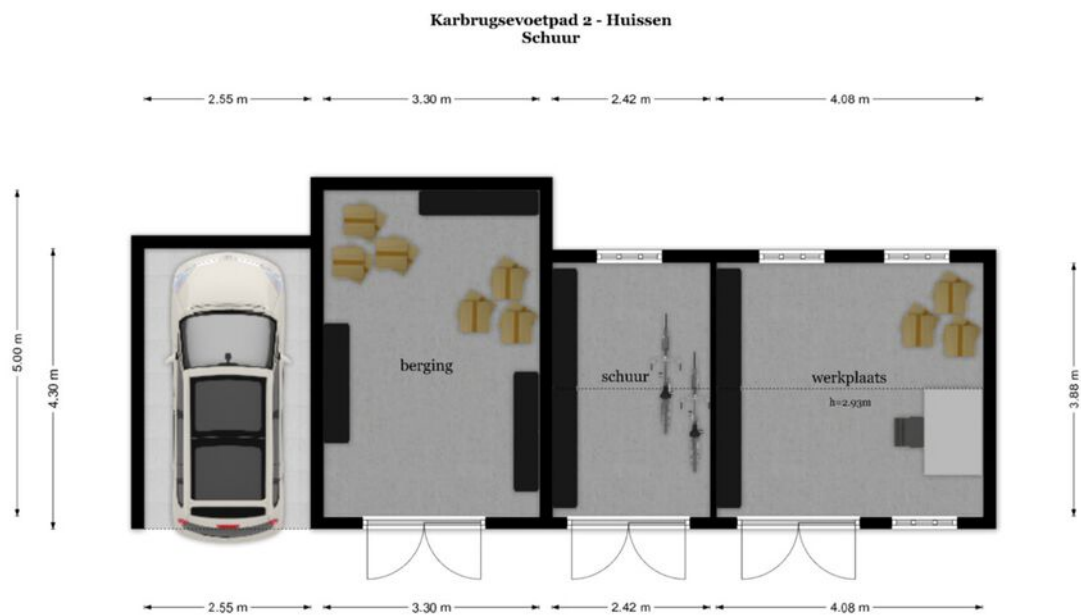 Karbrugsevoetpad 2 - Huissen
Schuur
2.55 m
3.30 m
2.42 m
4.08 m
5.00 m
4.30 m
berging
schuur
werkplaats
h=2.93m
3.88 m
2.55 m
3.30 m
2.42 m
4.08 m